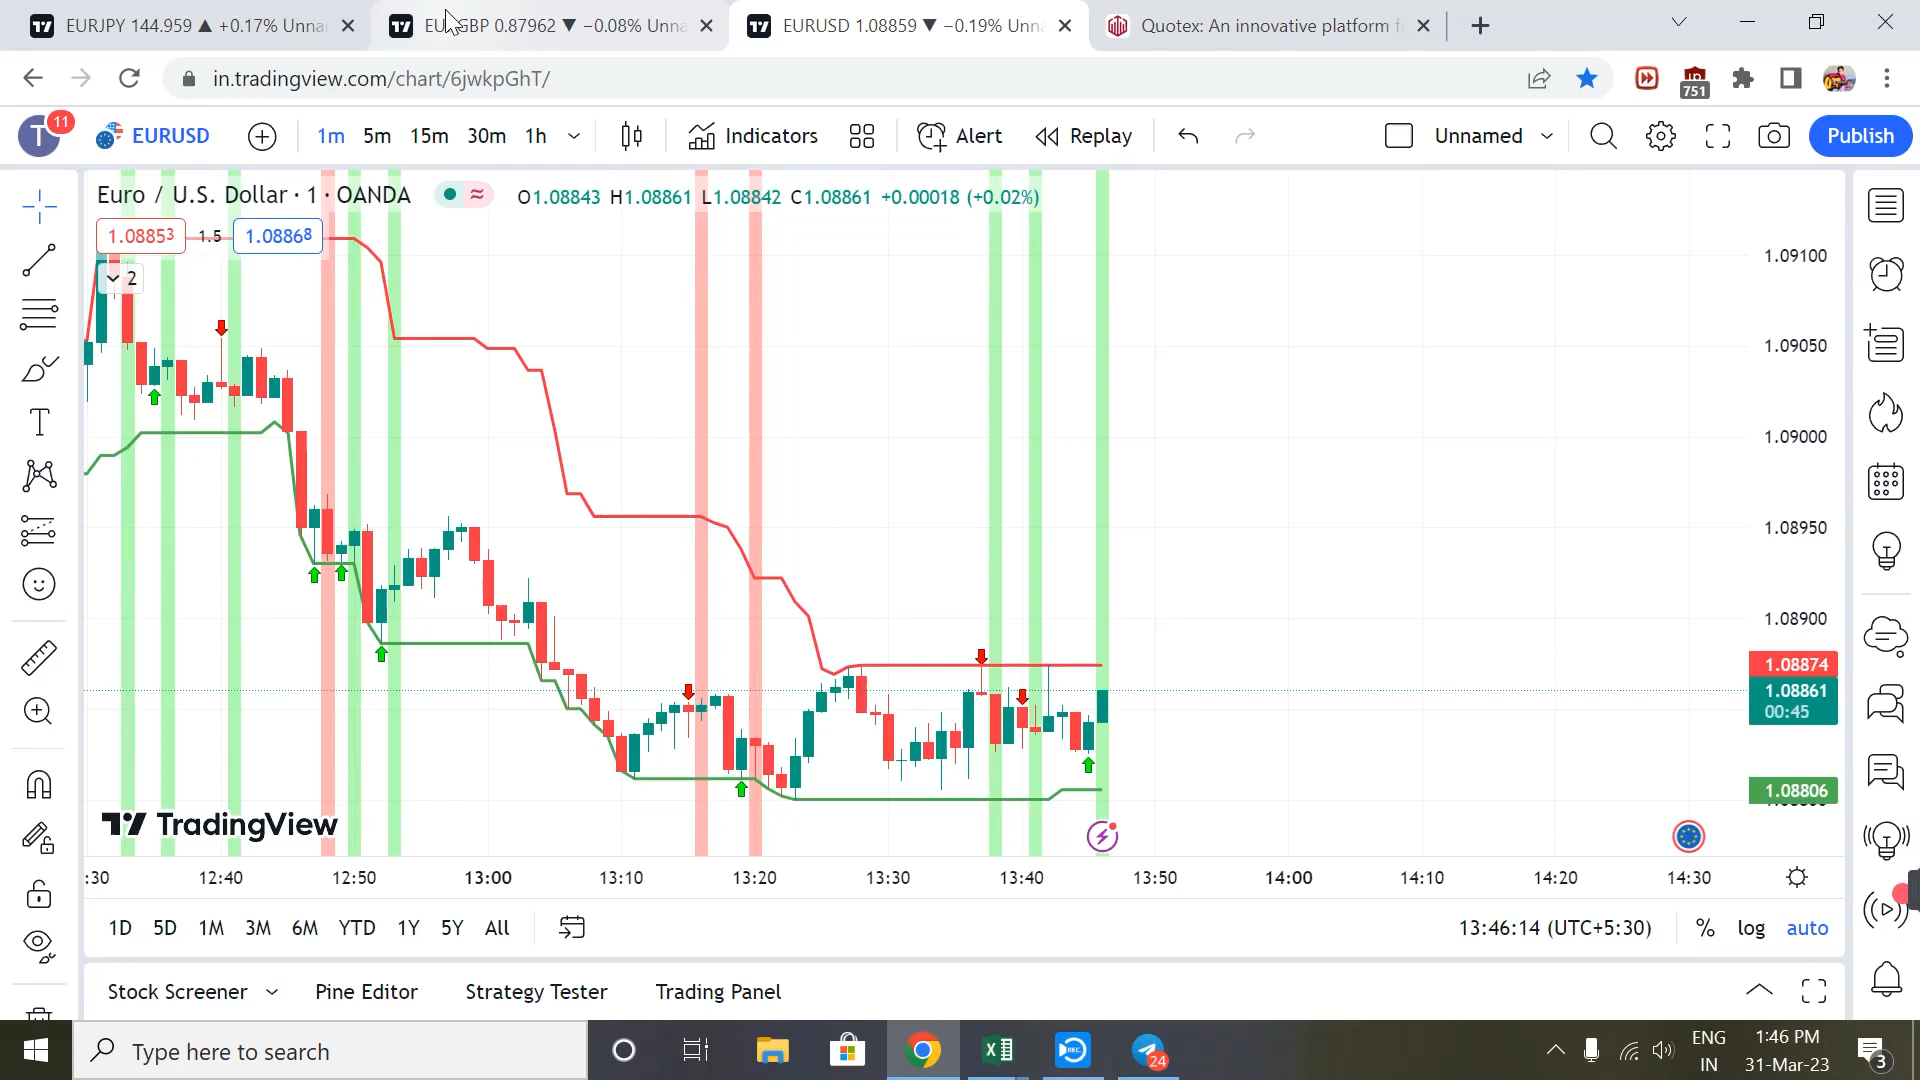 EURJPY 144.959 ▲ +0.17% Unna
GBP 0.87962 ▼ −0.08% Unna
EURUSD 1.08859 ▼ −0.19% Unn
Quotex: An innovative platform f
in.tradingview.com/chart/6jwkpGhT/
751
T
11
EURUSD
1m 5m 15m 30m 1h
Indicators
Alert
Replay
Unnamed
Publish
Euro / U.S. Dollar · 1 · OANDA
O1.08843 H1.08861 L1.08842 C1.08861 +0.00018 (+0.02%)
1.08853 1.5 1.08868
2
1.09100
1.09050
1.09000
1.08950
1.08900
1.08874
1.08861
00:45
1.08806
TradingView
:30 12:40 12:50 13:00 13:10 13:20 13:30 13:40 13:50 14:00 14:10 14:20 14:30
1D 5D 1M 3M 6M YTD 1Y 5Y All
13:46:14 (UTC+5:30)
% log auto
Stock Screener Pine Editor Strategy Tester Trading Panel
Type here to search
REC
24
ENG
IN
1:46 PM
31-Mar-23
3